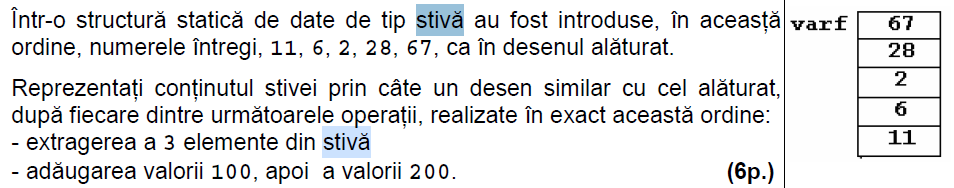 Într-o structură statică de date de tip stivă au fost introduse, în această
ordine, numerele întregi, 11, 6, 2, 28, 67, ca în desenul alăturat.
Reprezentați conținutul stivei prin câte un desen similar cu cel alăturat,
după fiecare dintre următoarele operații, realizate în exact această ordine:
- extragerea a 3 elemente din stivă
- adăugarea valorii 100, apoi a valorii 200. (6p.)
varf 67
28
2
6
11